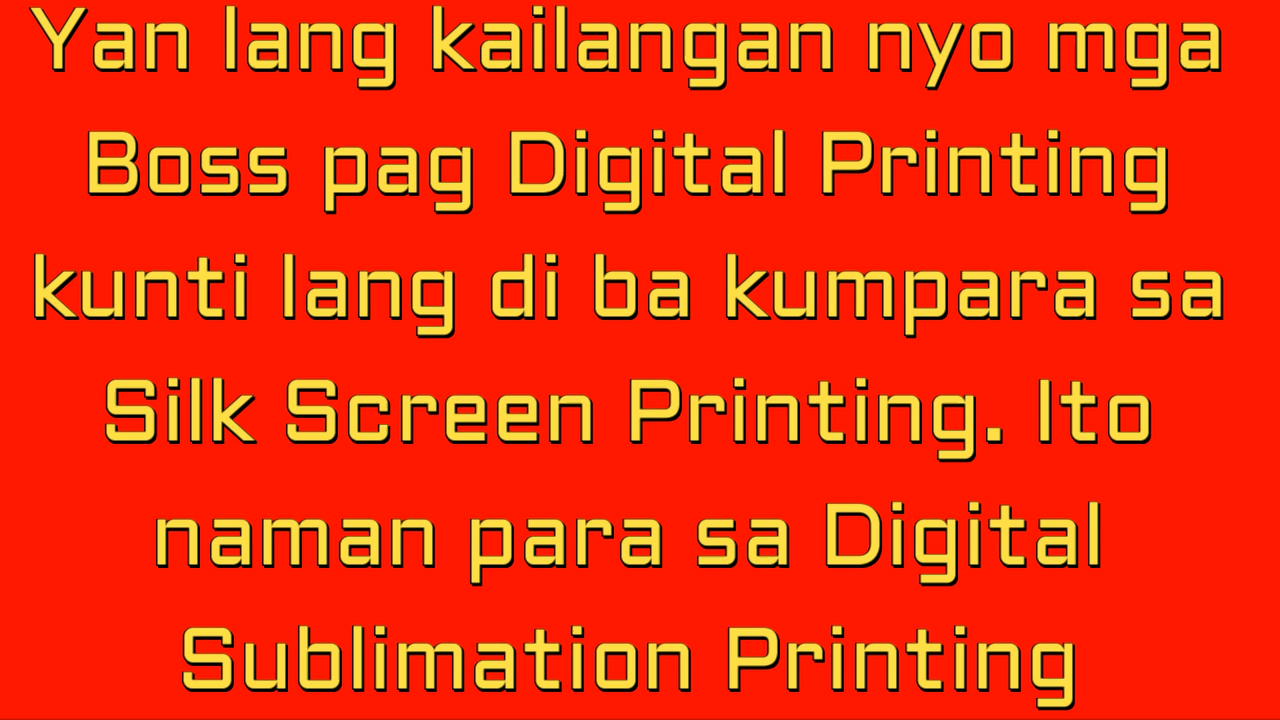 Yan lang kailangan nyo mga
Boss pag Digital Printing
kunti lang di ba kumpara sa
Silk Screen Printing. Ito
naman para sa Digital
Sublimation Printing